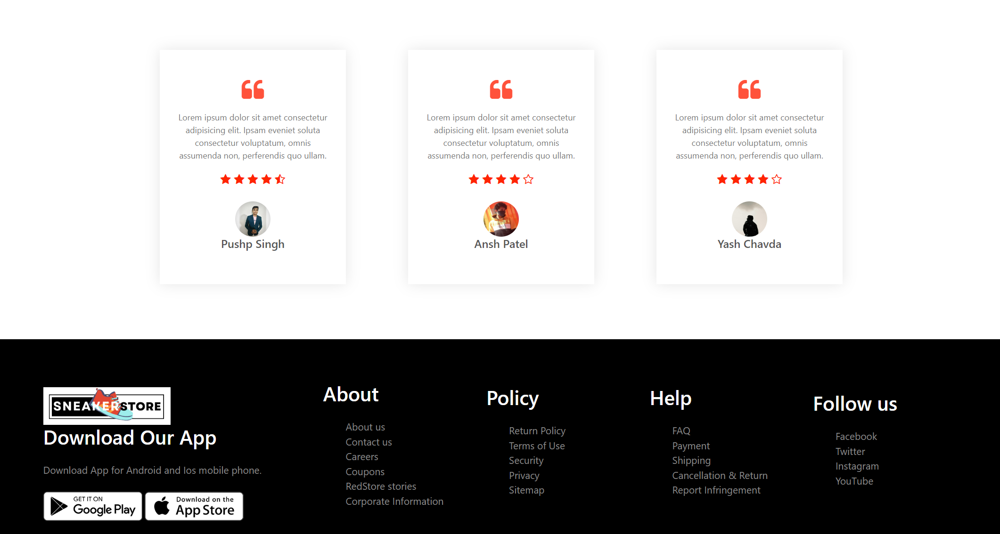 Lorem ipsum dolor sit amet consectetur
adipisicing elit. Ipsam eveniet soluta
consectetur voluptatum, omnis
assumenda non, perferendis quo ullam.
Pushp Singh
Lorem ipsum dolor sit amet consectetur
adipisicing elit. Ipsam eveniet soluta
consectetur voluptatum, omnis
assumenda non, perferendis quo ullam.
Ansh Patel
Lorem ipsum dolor sit amet consectetur
adipisicing elit. Ipsam eveniet soluta
consectetur voluptatum, omnis
assumenda non, perferendis quo ullam.
Yash Chavda
SNEAKERSTORE
Download Our App
Download App for Android and Ios mobile phone.
GET IT ON
Google Play
Download on the
App Store
About
About us
Contact us
Careers
Coupons
RedStore stories
Corporate Information
Policy
Return Policy
Terms of Use
Security
Privacy
Sitemap
Help
FAQ
Payment
Shipping
Cancellation & Return
Report Infringement
Follow us
Facebook
Twitter
Instagram
YouTube